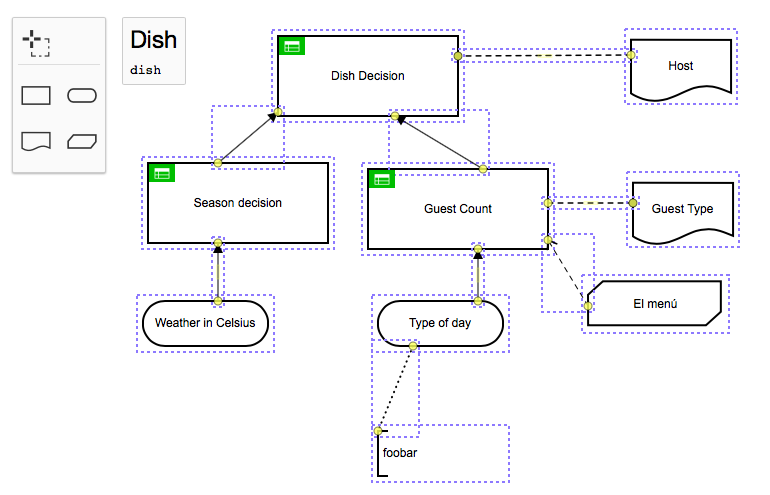 Dish
dish
Dish Decision
Host
Season decision
Guest Count
Guest Type
El menú
Weather in Celsius
Type of day
foobar